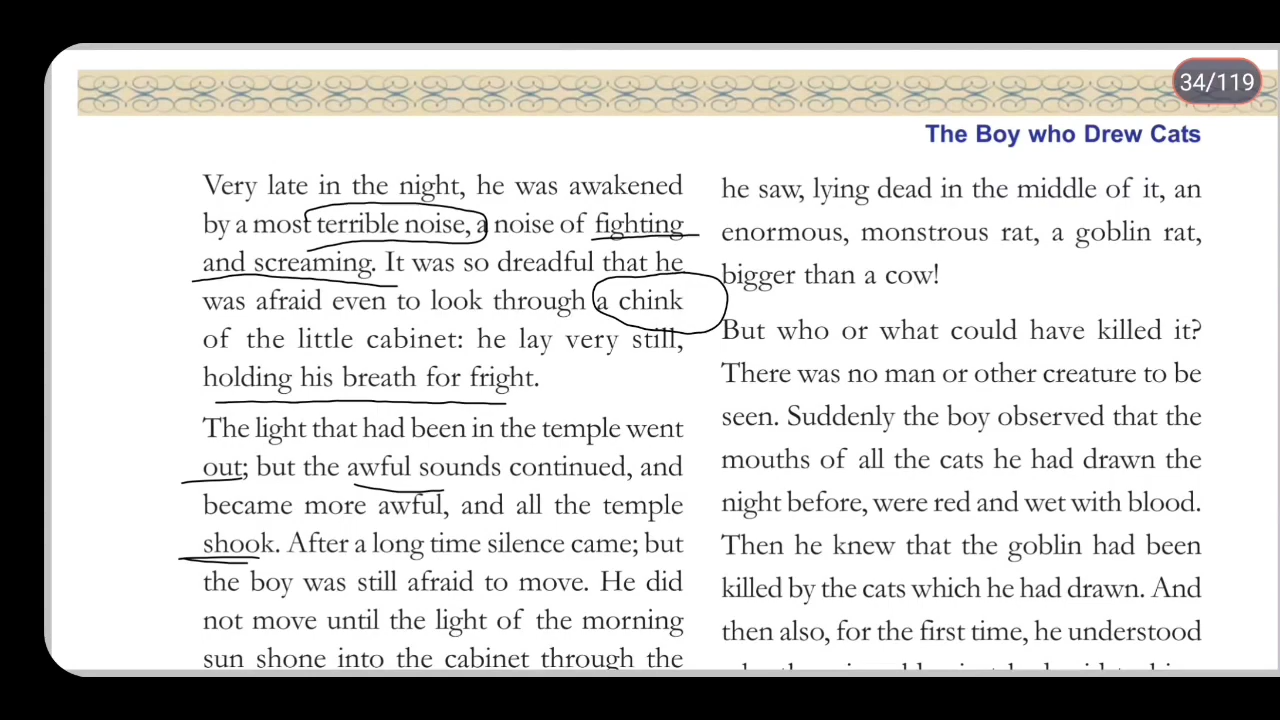 34/119
The Boy who Drew Cats
Very late in the night, he was awakened
by a most terrible noise, a noise of fighting
and screaming. It was so dreadful that he
was afraid even to look through a chink
of the little cabinet: he lay very still,
holding his breath for fright.
The light that had been in the temple went
out; but the awful sounds continued, and
became more awful, and all the temple
shook. After a long time silence came; but
the boy was still afraid to move. He did
not move until the light of the morning
sun shone into the cabinet through the
he saw, lying dead in the middle of it, an
enormous, monstrous rat, a goblin rat,
bigger than a cow!
But who or what could have killed it?
There was no man or other creature to be
seen. Suddenly the boy observed that the
mouths of all the cats he had drawn the
night before, were red and wet with blood.
Then he knew that the goblin had been
killed by the cats which he had drawn. And
then also, for the first time, he understood